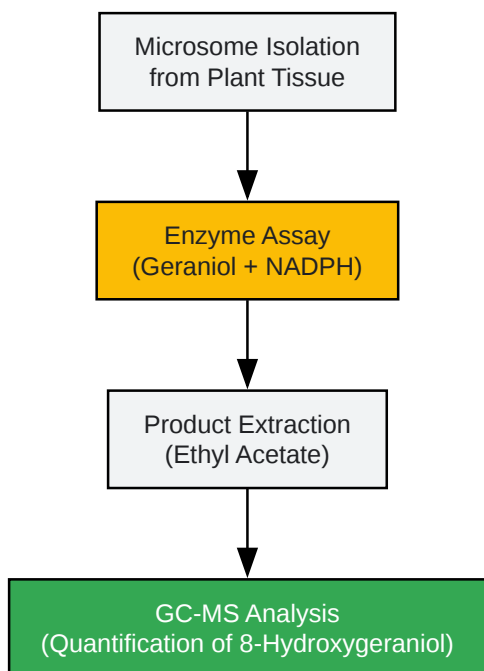 Microsome Isolation
from Plant Tissue
Enzyme Assay
(Geraniol + NADPH)
Product Extraction
(Ethyl Acetate)
GC-MS Analysis
(Quantification of 8-Hydroxygeraniol)